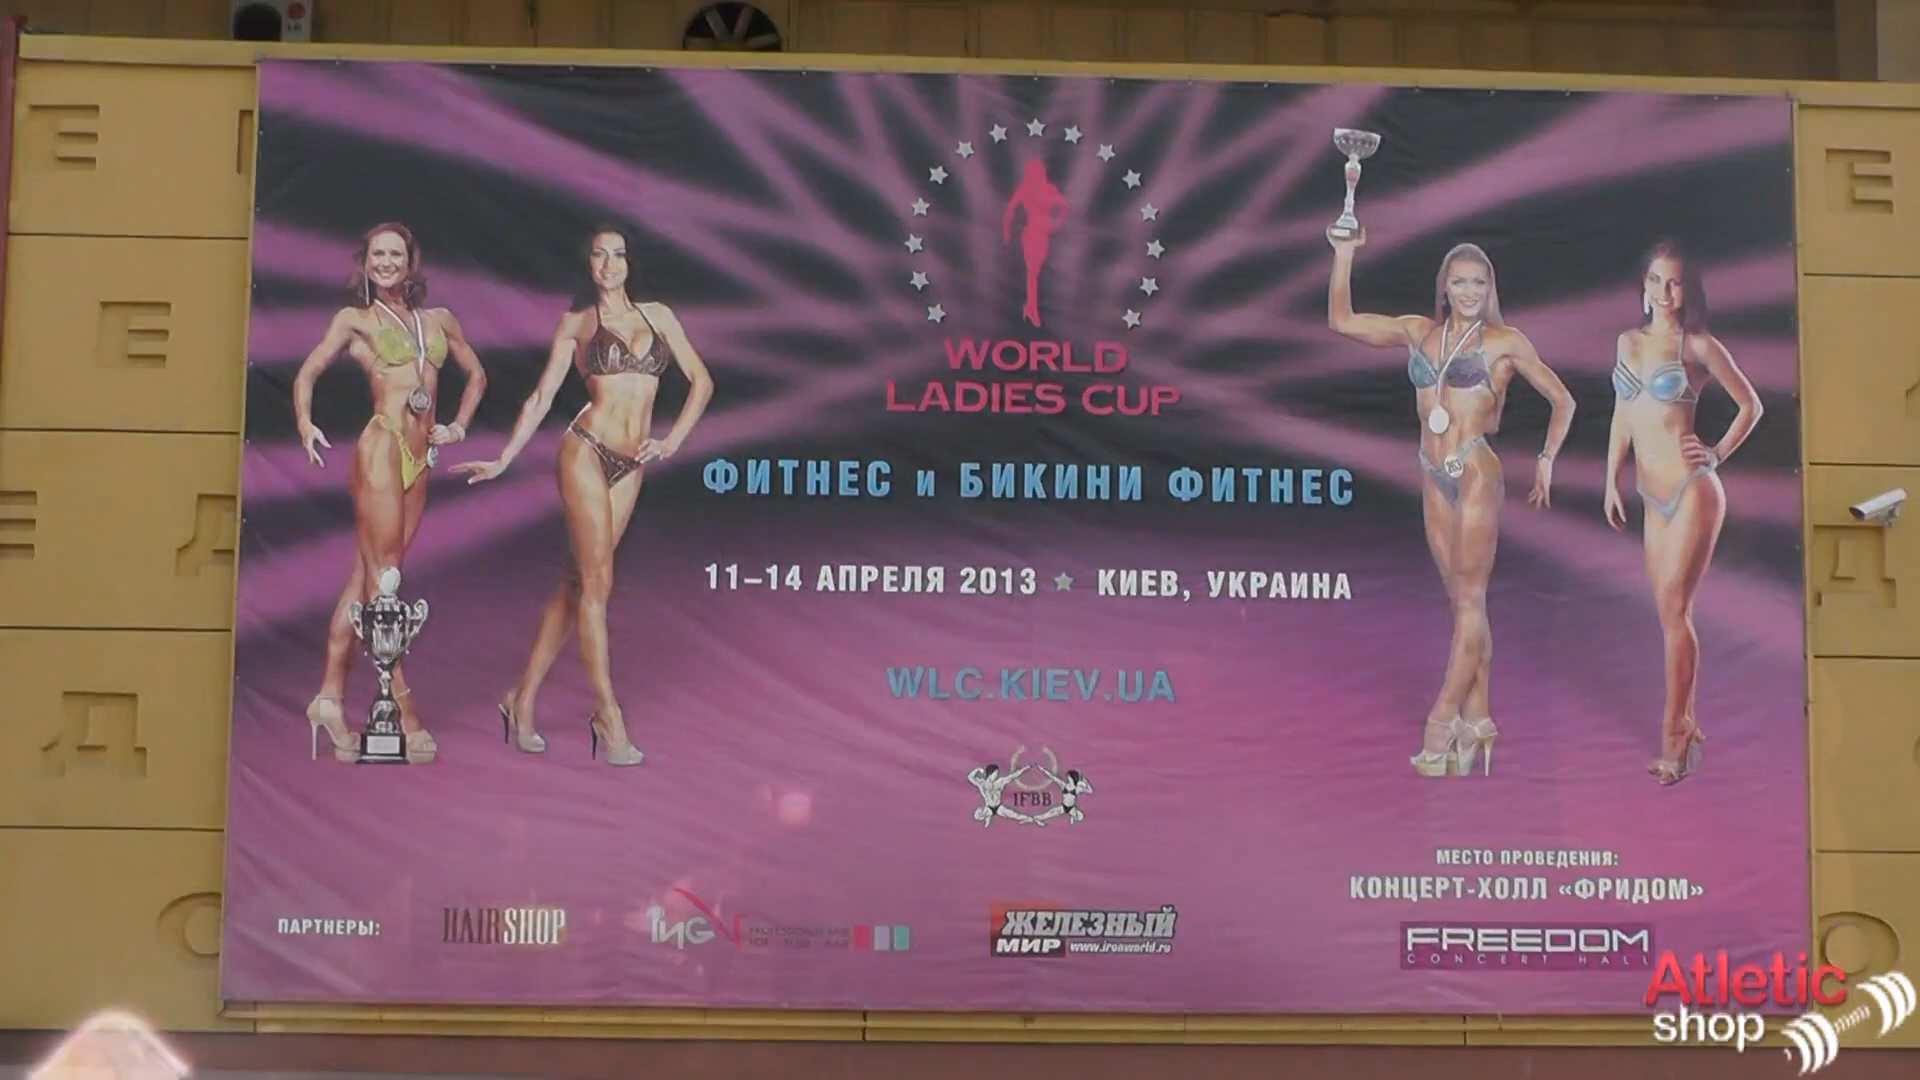 WORLD
LADIES CUP
ФИТНЕС и БИКИНИ ФИТНЕС
11–14 АПРЕЛЯ 2013 ★ КИЕВ, УКРАИНА
WLC.KIEV.UA
IFBB
МЕСТО ПРОВЕДЕНИЯ:
КОНЦЕРТ-ХОЛЛ «ФРИДОМ»
FREEDOM
CONCERT HALL
ПАРТНЕРЫ:
HAIRSHOP
ЖЕЛЕЗНЫЙ
МИР www.ironworld.ru
Atletic
shop